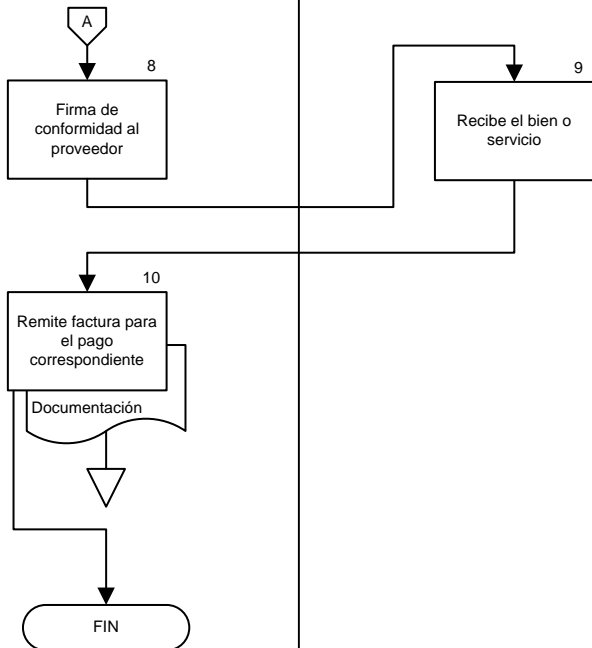 A
8
Firma de
conformidad al
proveedor
9
Recibe el bien o
servicio
10
Remite factura para
el pago
correspondiente
Documentación
FIN